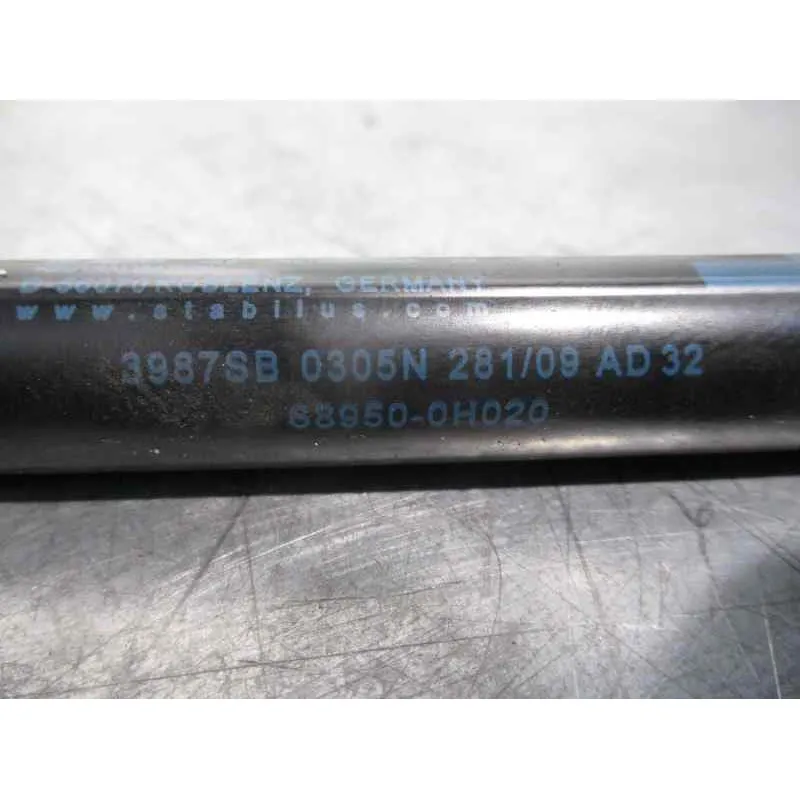 KOBLENZ, GERMANY
www.stabilus.com
3987SB 0305N 281/09 AD 32
68950-0H020